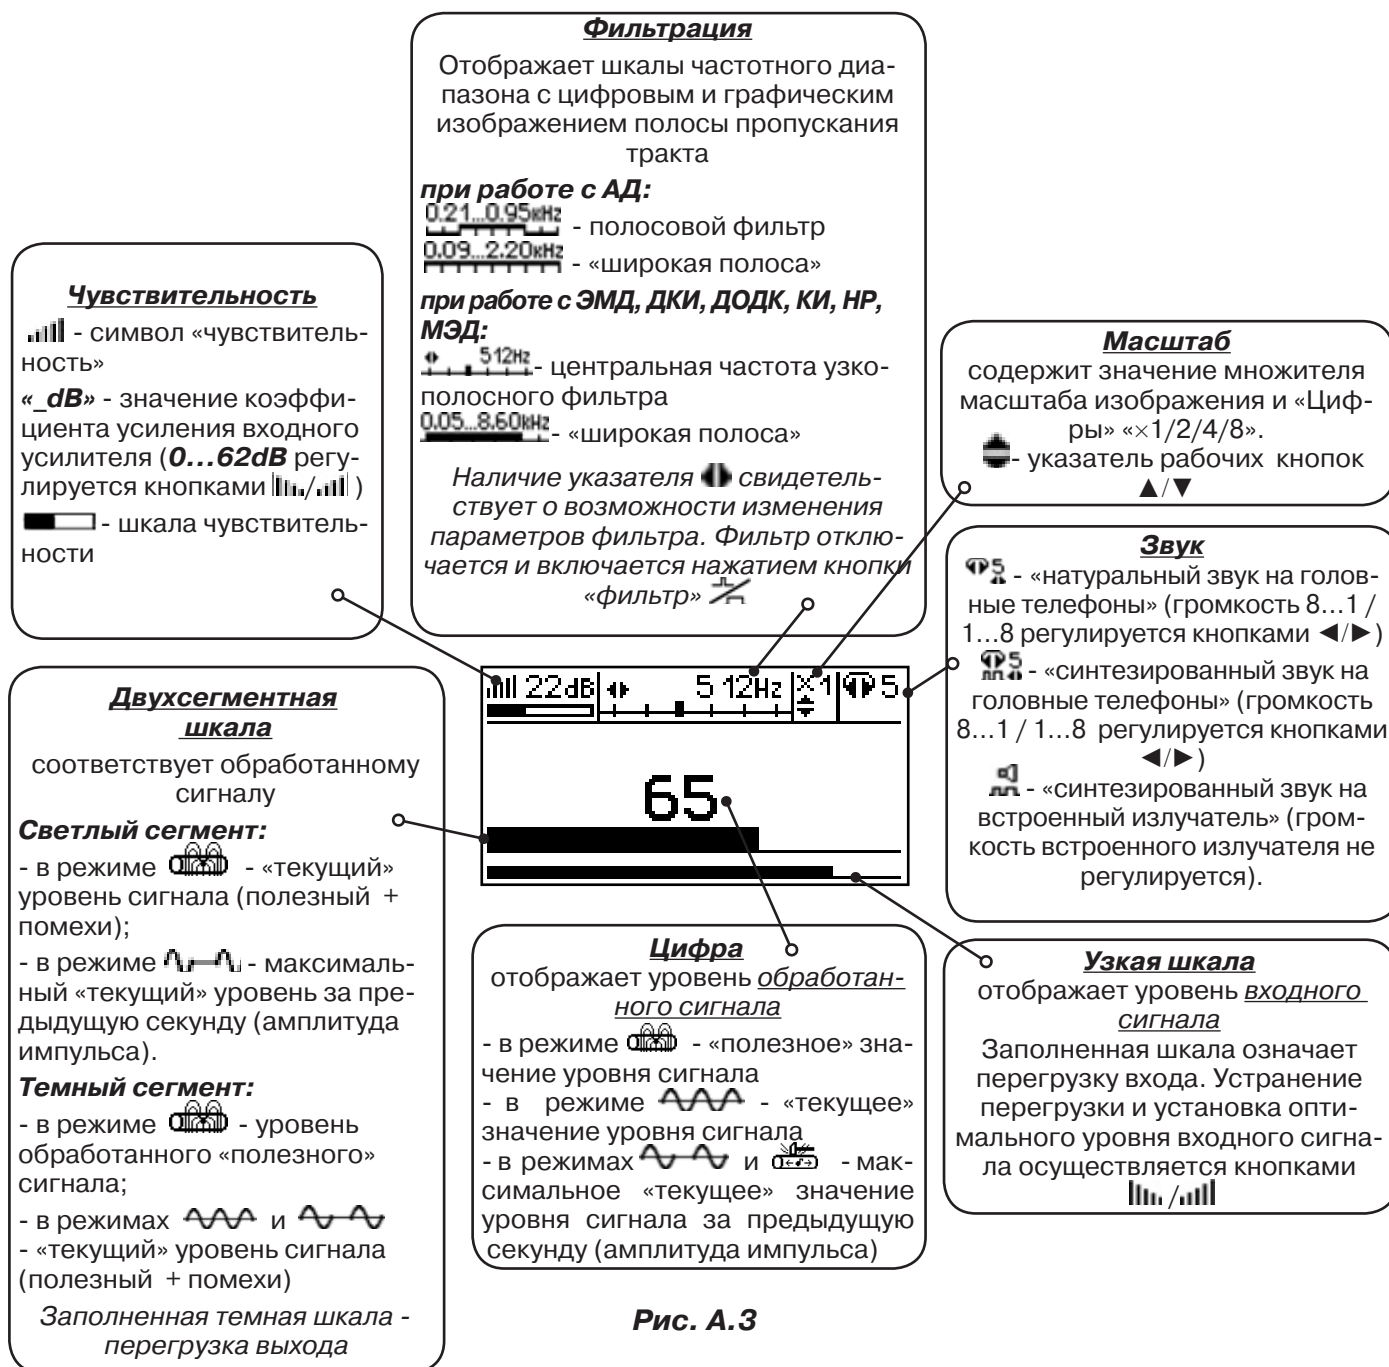 Фильтрация
Отображает шкалы частотного диа-
пазона с цифровым и графическим
изображением полосы пропускания
тракта
при работе с АД:
0.21...0.95кHz - полосовой фильтр
0.09...2.20кHz - «широкая полоса»
при работе с ЭМД, ДКИ, ДОДК, КИ, НР,
МЭД:
512Hz - центральная частота узко-
полосного фильтра
0.05...8.60kHz - «широкая полоса»
Наличие указателя свидетель-
ствует о возможности изменения
параметров фильтра. Фильтр отклю-
чается и включается нажатием кнопки
«фильтр»
Чувствительность
- символ «чувствитель-
ность»
«_dB» - значение коэффи-
циента усиления входного
усилителя (0...62dB регу-
лируется кнопками / )
- шкала чувствитель-
ности
Масштаб
содержит значение множителя
масштаба изображения и «Циф-
ры» «×1/2/4/8».
- указатель рабочих кнопок
▲/▼
Звук
5 - «натуральный звук на голов-
ные телефоны» (громкость 8...1 /
1...8 регулируется кнопками ◄/►)
5 - «синтезированный звук на
головные телефоны» (громкость
8...1 / 1...8 регулируется кнопками
◄/►)
- «синтезированный звук на
встроенный излучатель» (гром-
кость встроенного излучателя не
регулируется).
22dB 512Hz ×1 5
65
Двухсегментная
шкала
соответствует обработанному
сигналу
Светлый сегмент:
- в режиме - «текущий»
уровень сигнала (полезный +
помехи);
- в режиме - максималь-
ный «текущий» уровень за пре-
дыдущую секунду (амплитуда
импульса).
Темный сегмент:
- в режиме - уровень
обработанного «полезного»
сигнала;
- в режимах и
- «текущий» уровень сигнала
(полезный + помехи)
Заполненная темная шкала -
перегрузка выхода
Цифра
отображает уровень обработан-
ного сигнала
- в режиме - «полезное» зна-
чение уровня сигнала
- в режиме - «текущее»
значение уровня сигнала
- в режимах и - мак-
симальное «текущее» значение
уровня сигнала за предыдущую
секунду (амплитуда импульса)
Узкая шкала
отображает уровень входного
сигнала
Заполненная шкала означает
перегрузку входа. Устранение
перегрузки и установка опти-
мального уровня входного сигна-
ла осуществляется кнопками
/
Рис. А.3